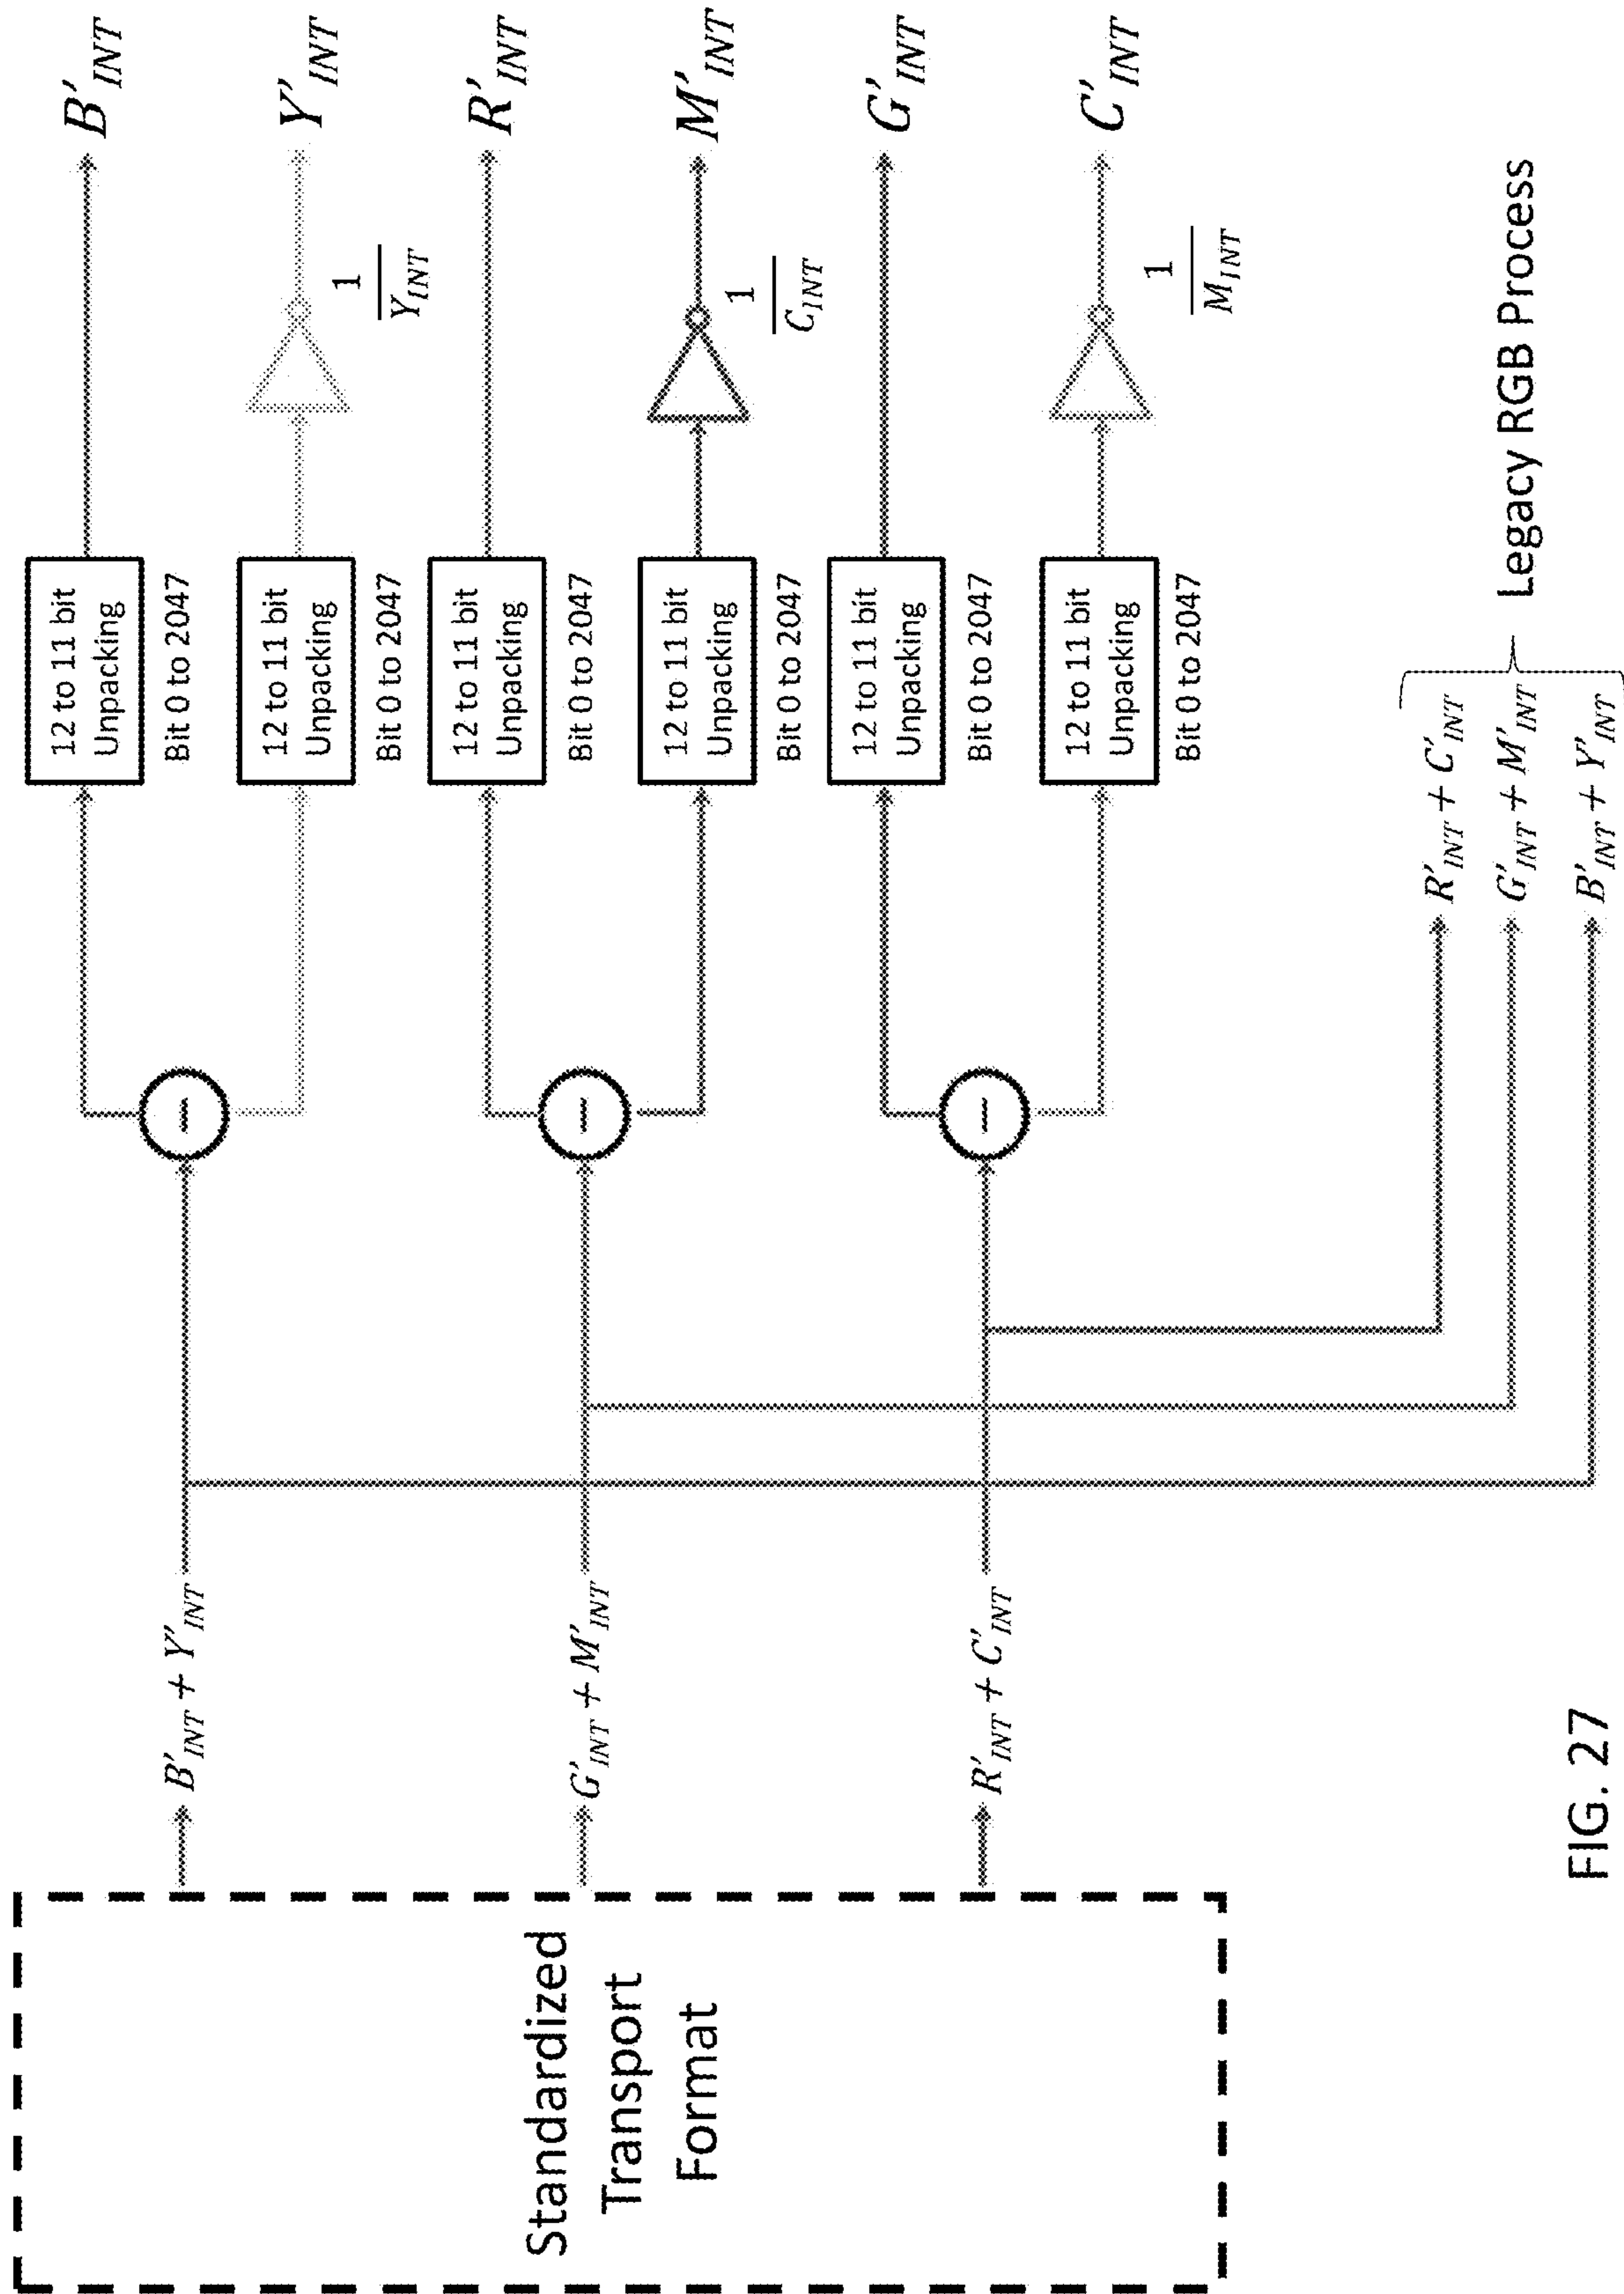 Standardized
Transport
Format
B'INT + Y'INT
G'INT + M'INT
R'INT + C'INT
12 to 11 bit
Unpacking
Bit 0 to 2047
B'INT
12 to 11 bit
Unpacking
Bit 0 to 2047
1
YINT
Y'INT
12 to 11 bit
Unpacking
Bit 0 to 2047
R'INT
12 to 11 bit
Unpacking
Bit 0 to 2047
1
CINT
M'INT
12 to 11 bit
Unpacking
Bit 0 to 2047
G'INT
12 to 11 bit
Unpacking
Bit 0 to 2047
1
MINT
C'INT
R'INT + C'INT
G'INT + M'INT
B'INT + Y'INT
Legacy RGB Process
FIG. 27